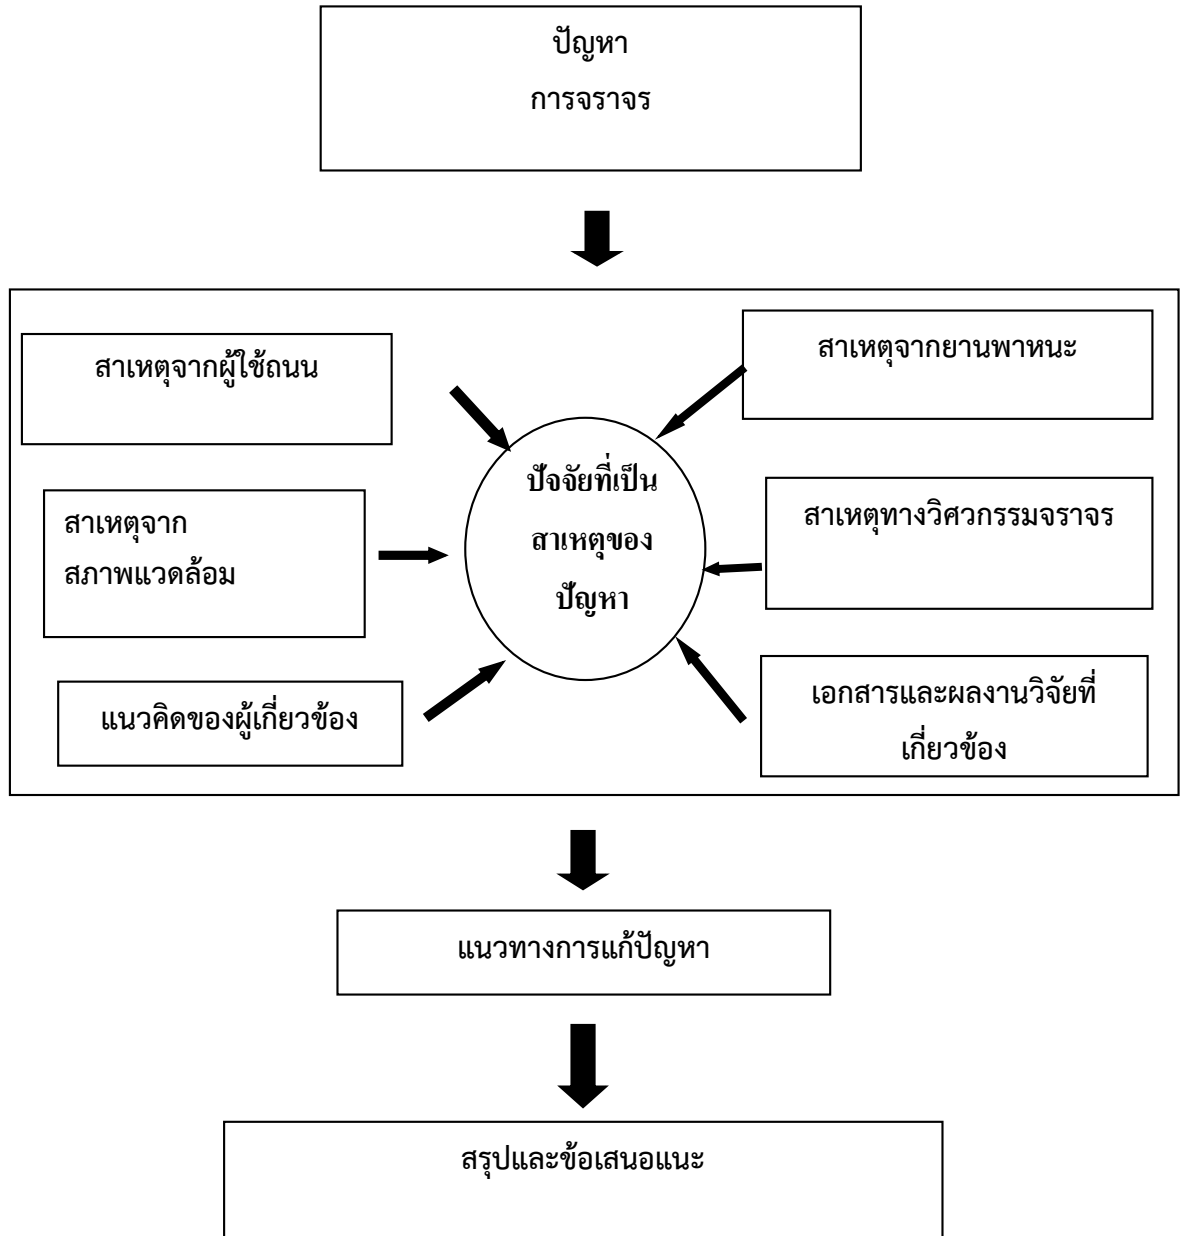 ปัญหา
การจราจร
สาเหตุจากผู้ใช้ถนน
สาเหตุจากยานพาหนะ
ปัจจัยที่เป็น
สาเหตุของ
ปัญหา
สาเหตุจาก
สภาพแวดล้อม
สาเหตุทางวิศวกรรมจราจร
แนวคิดของผู้เกี่ยวข้อง
เอกสารและผลงานวิจัยที่
เกี่ยวข้อง
แนวทางการแก้ปัญหา
สรุปและข้อเสนอแนะ